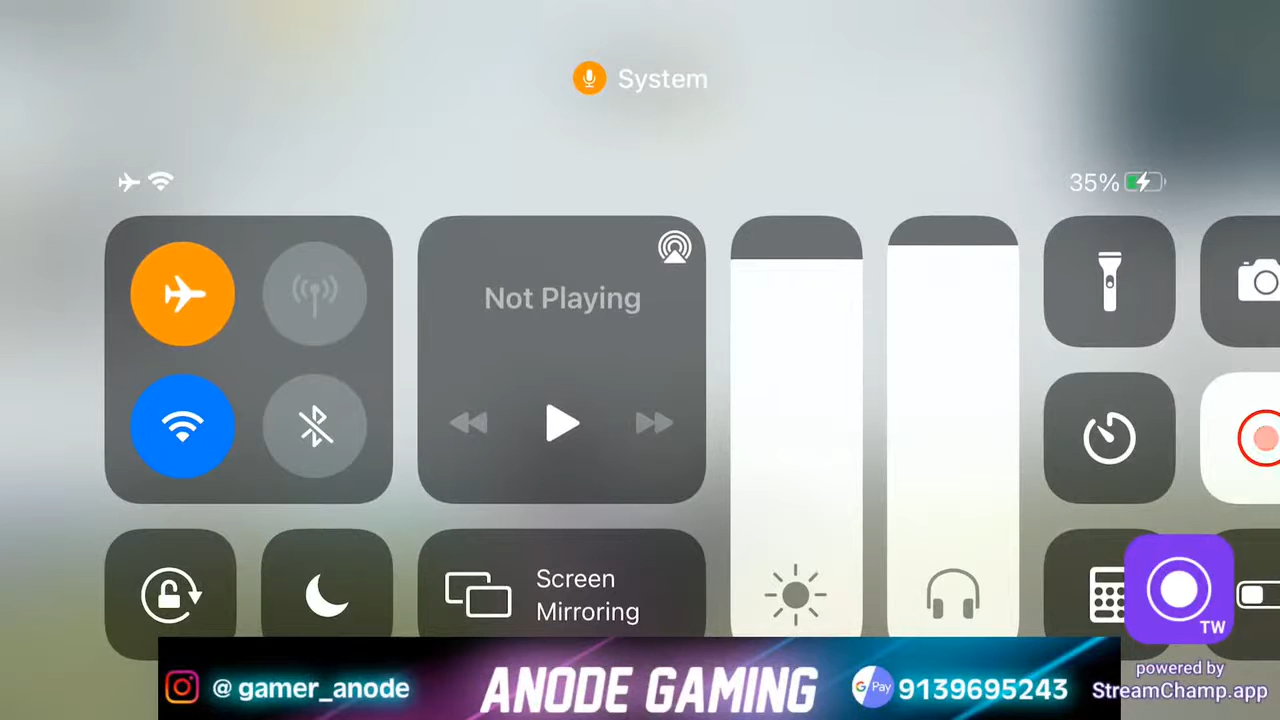 System
35%
Not Playing
Screen
Mirroring
TW
@ gamer_anode
ANODE GAMING
G Pay 9139695243
powered by
StreamChamp.app